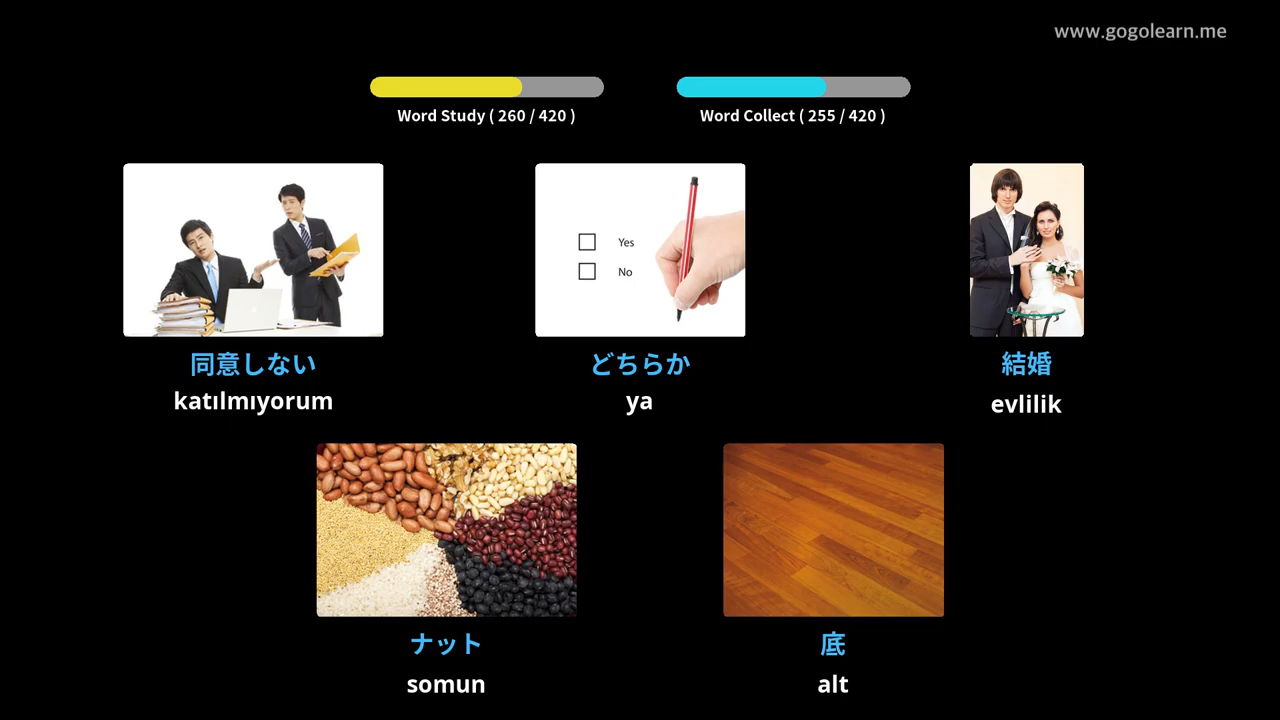 www.gogolearn.me
Word Study ( 260 / 420 )
Word Collect ( 255 / 420 )
Yes
No
同意しない
katılmıyorum
どちらか
ya
結婚
evlilik
ナット
somun
底
alt